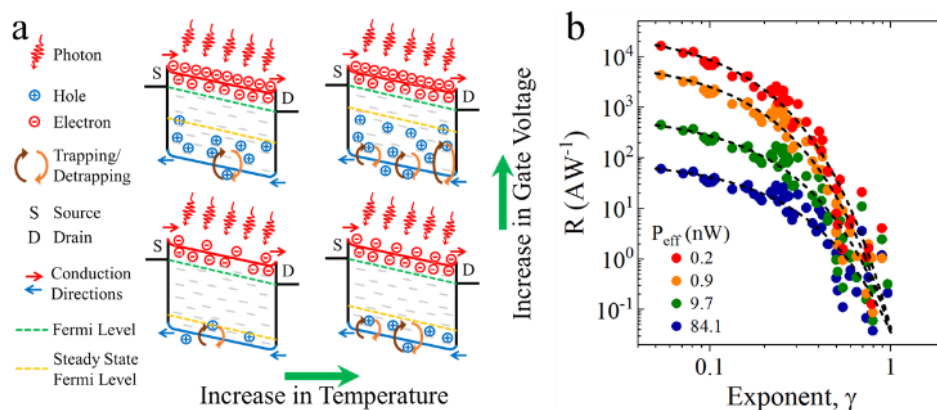 a
Photon
Hole
Electron
Trapping/
Detrapping
S Source
D Drain
Conduction
Directions
Fermi Level
Steady State
Fermi Level
S
D
S
D
S
D
S
D
Increase in Temperature
Increase in Gate Voltage
b
R (AW⁻¹)
10⁴
10³
10²
10¹
10⁰
10⁻¹
P_eff (nW)
0.2
0.9
9.7
84.1
0.1
1
Exponent, γ